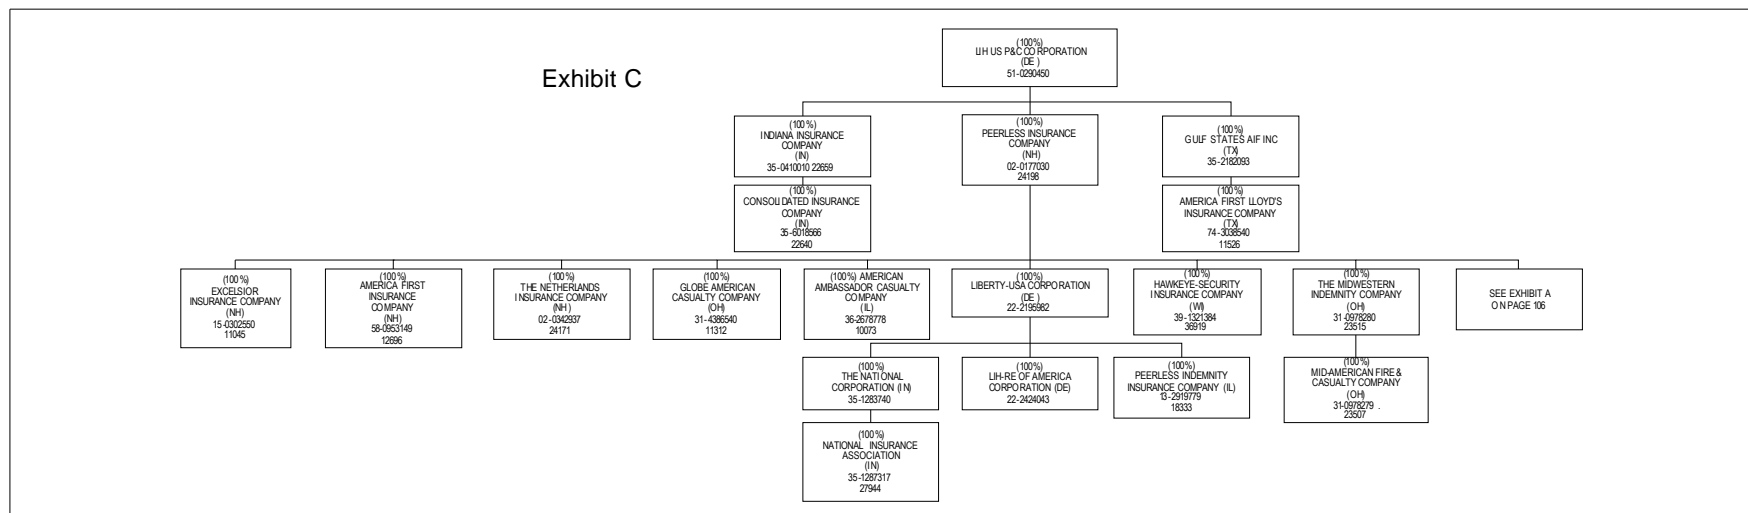 Exhibit C
(100%)
LIH US P&C CORPORATION
(DE )
51-0290450
(100%)
INDIANA INSURANCE
COMPANY
(IN)
35-0410010 22659
(100%)
PEERLESS INSURANCE
COMPANY
(NH)
02-0177030
24198
(100%)
GULF STATES AIF INC
(TX)
35-2182093
(100%)
CONSOLIDATED INSURANCE
COMPANY
(IN)
35-6018566
22640
(100%)
AMERICA FIRST LLOYD'S
INSURANCE COMPANY
(TX)
74-3038540
11526
(100%)
EXCELSIOR
INSURANCE COMPANY
(NH)
15-0302550
11045
(100%)
AMERICA FIRST
INSURANCE
COMPANY
(NH)
58-0953149
12696
(100%)
THE NETHERLANDS
INSURANCE COMPANY
(NH )
02-0342937
24171
(100%)
GLOBE AMERICAN
CASUALTY COMPANY
(OH)
31-4386540
11312
(100%) AMERICAN
AMBASSADOR CASUALTY
COMPANY
(IL)
36-2678778
10073
(100%)
LIBERTY-USA CORPORATION
(DE )
22-2195982
(100%)
HAWKEYE-SECURITY
INSURANCE COMPANY
(WI)
39-1321384
36919
(100%)
THE MIDWESTERN
INDEMNITY COMPANY
(OH)
31-0978280
23515
SEE EXHIBIT A
ON PAGE 106
(100%)
THE NATIONAL
CORPORATION (IN)
35-1283740
(100%)
LIH-RE OF AMERICA
CORPORATION (DE)
22-2424043
(100%)
PEERLESS INDEMNITY
INSURANCE COMPANY (IL)
13-2919779
18333
(100%)
MID-AMERICAN FIRE &
CASUALTY COMPANY
(OH)
31-0978279 .
23507
(100%)
NATIONAL INSURANCE
ASSOCIATION
(IN)
35-1287317
27944